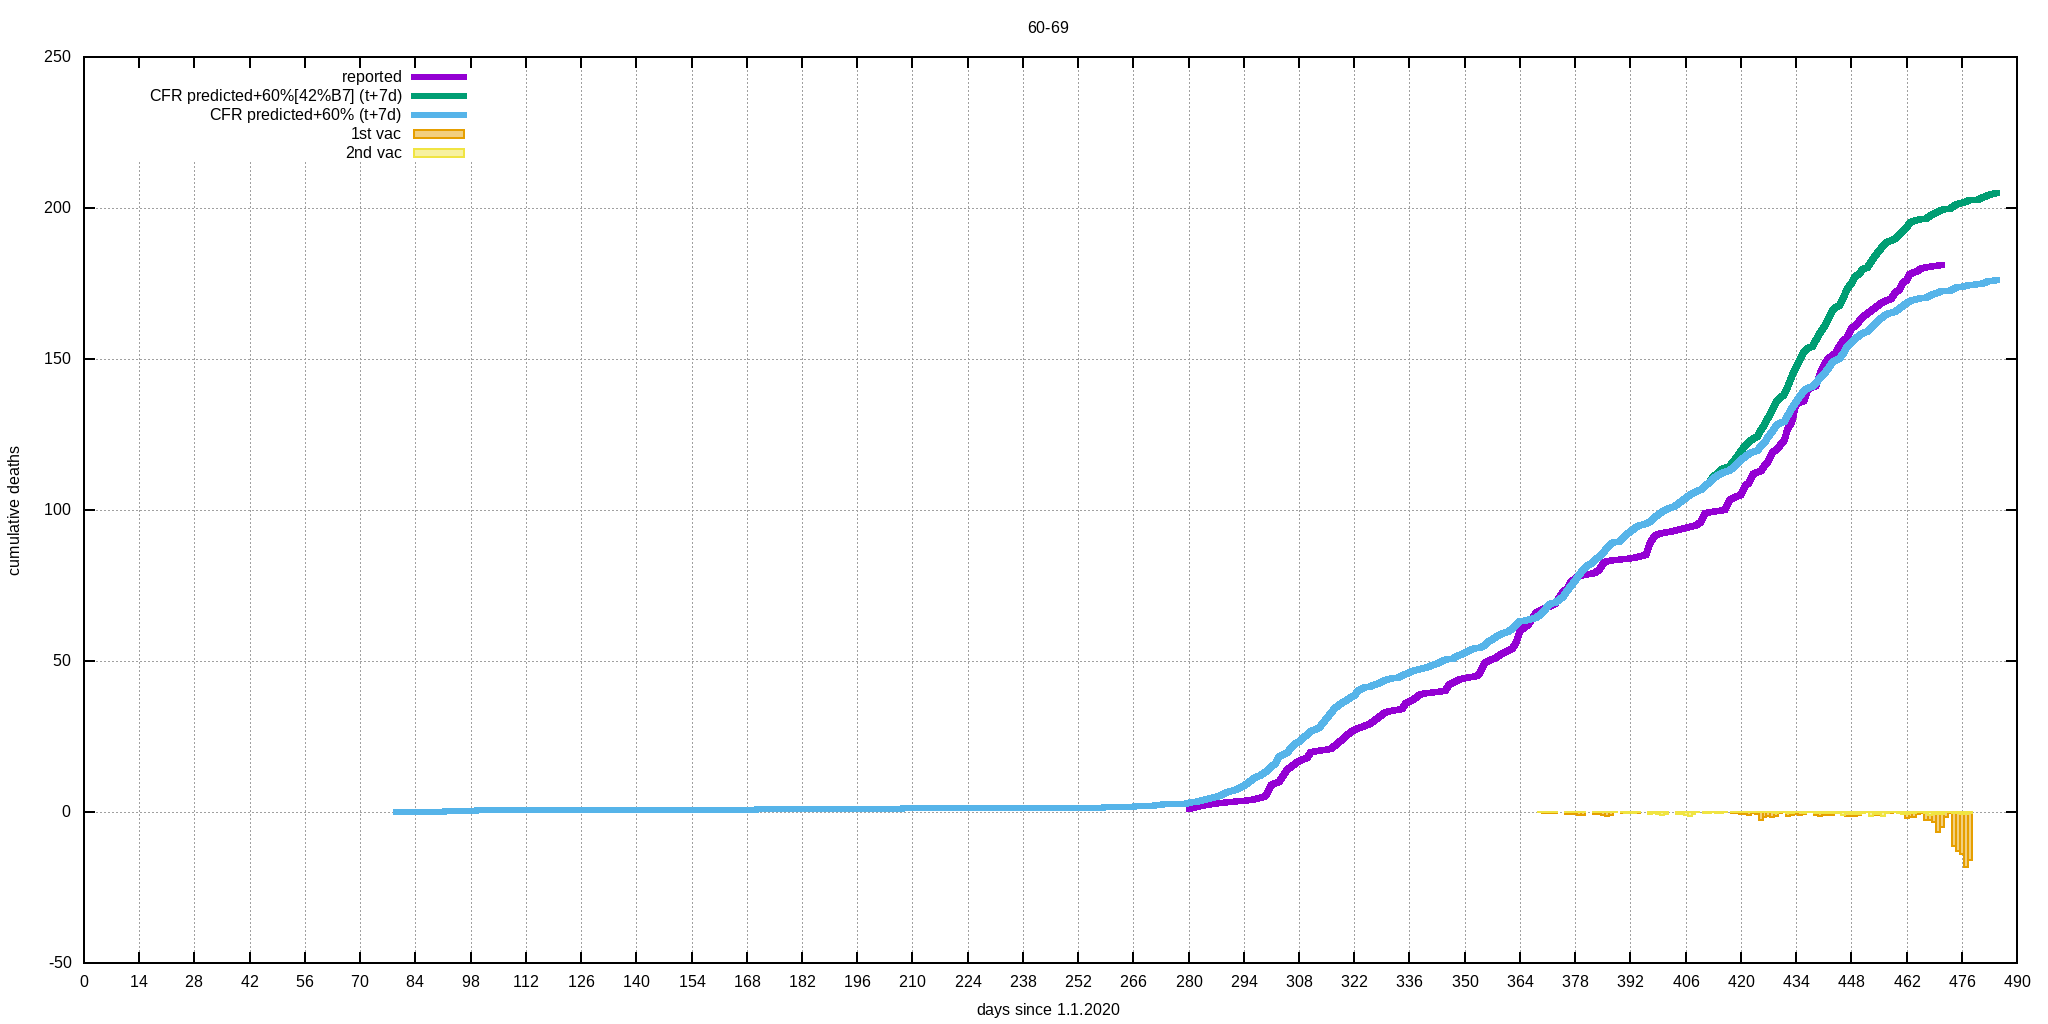 60-69
250
200
150
100
50
0
-50
cumulative deaths
reported
CFR predicted+60%[42%B7] (t+7d)
CFR predicted+60% (t+7d)
1st vac
2nd vac
0 14 28 42 56 70 84 98 112 126 140 154 168 182 196 210 224 238 252 266 280 294 308 322 336 350 364 378 392 406 420 434 448 462 476 490
days since 1.1.2020